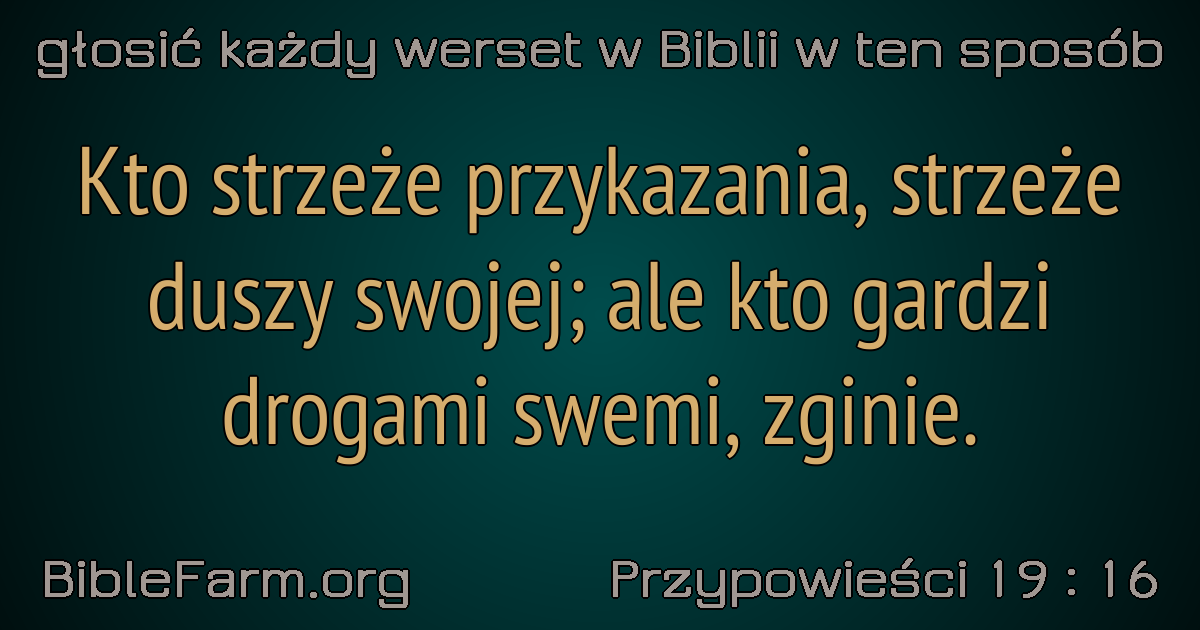 głosić każdy werset w Biblii w ten sposób
Kto strzeże przykazania, strzeże
duszy swojej; ale kto gardzi
drogami swemi, zginie.
BibleFarm.org
Przypowieści 19 : 16